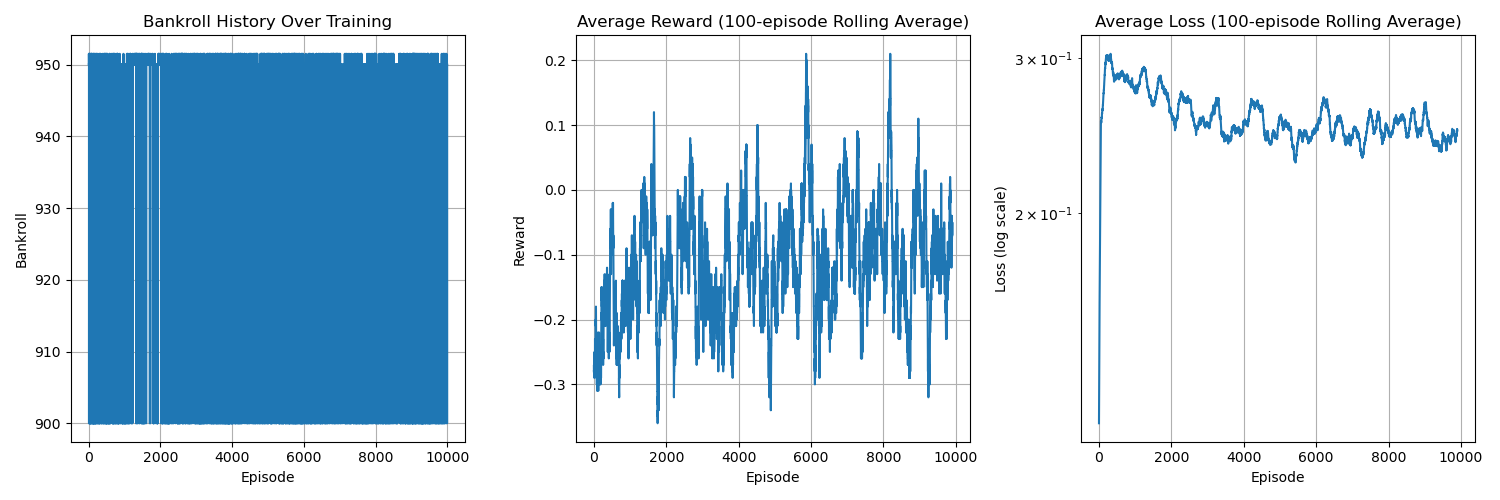 Bankroll History Over Training
950
940
930
920
910
900
Bankroll
0 2000 4000 6000 8000 10000
Episode
Average Reward (100-episode Rolling Average)
0.2
0.1
0.0
−0.1
−0.2
−0.3
Reward
0 2000 4000 6000 8000 10000
Episode
Average Loss (100-episode Rolling Average)
3 × 10⁻¹
2 × 10⁻¹
Loss (log scale)
0 2000 4000 6000 8000 10000
Episode